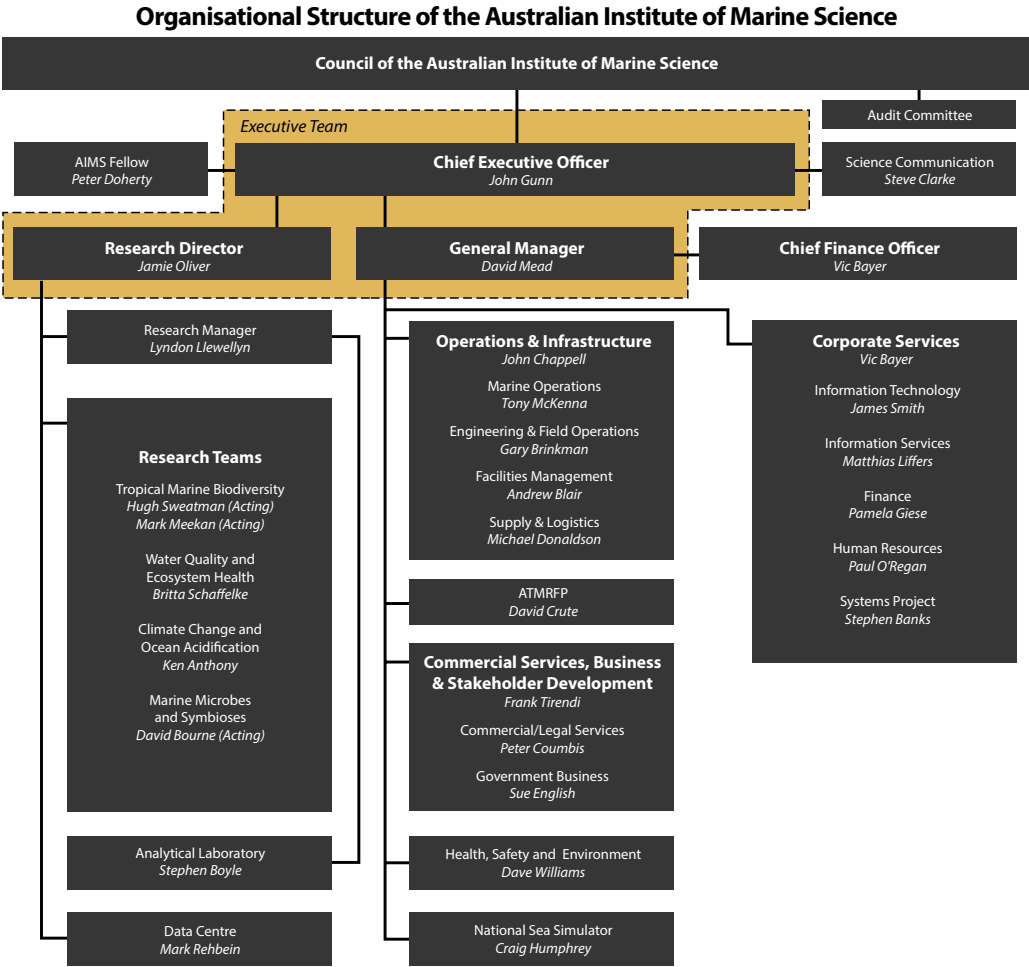 Organisational Structure of the Australian Institute of Marine Science
Council of the Australian Institute of Marine Science
Audit Committee
Executive Team
AIMS Fellow
Peter Doherty
Chief Executive Officer
John Gunn
Science Communication
Steve Clarke
Research Director
Jamie Oliver
General Manager
David Mead
Chief Finance Officer
Vic Bayer
Research Manager
Lyndon Llewellyn
Research Teams
Tropical Marine Biodiversity
Hugh Sweatman (Acting)
Mark Meekan (Acting)
Water Quality and
Ecosystem Health
Britta Schaffelke
Climate Change and
Ocean Acidification
Ken Anthony
Marine Microbes
and Symbioses
David Bourne (Acting)
Analytical Laboratory
Stephen Boyle
Data Centre
Mark Rehbein
Operations & Infrastructure
John Chappell
Marine Operations
Tony McKenna
Engineering & Field Operations
Gary Brinkman
Facilities Management
Andrew Blair
Supply & Logistics
Michael Donaldson
ATMRFP
David Crute
Commercial Services, Business
& Stakeholder Development
Frank Tirendi
Commercial/Legal Services
Peter Coumbis
Government Business
Sue English
Health, Safety and Environment
Dave Williams
National Sea Simulator
Craig Humphrey
Corporate Services
Vic Bayer
Information Technology
James Smith
Information Services
Matthias Liffers
Finance
Pamela Giese
Human Resources
Paul O'Regan
Systems Project
Stephen Banks